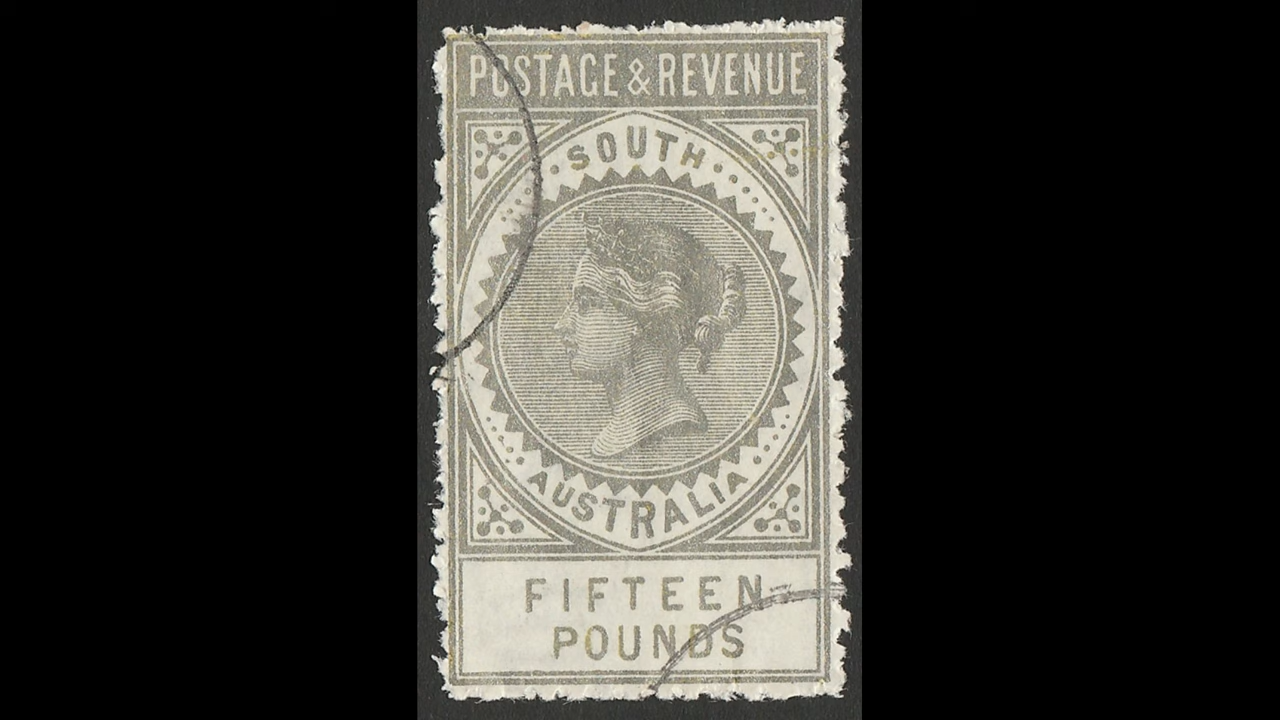 POSTAGE & REVENUE
SOUTH
AUSTRALIA
FIFTEEN
POUNDS